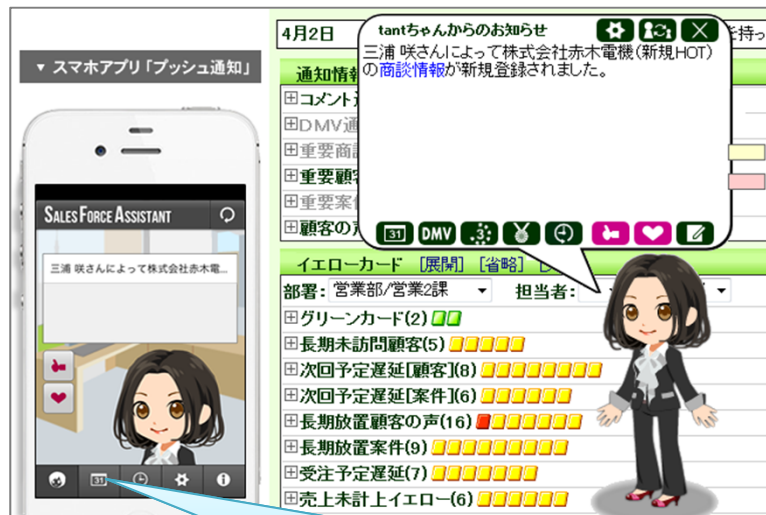 ▼ スマホアプリ「プッシュ通知」
SALES FORCE ASSISTANT
三浦 咲さんによって株式会社赤木電...
31
4月2日
を持っ
tantちゃんからのお知らせ
三浦 咲さんによって株式会社赤木電機(新規HOT)
の商談情報が新規登録されました。
31 DMV 3
通知情報
コメント通
DMV通
重要商談
重要顧客
重要案件
顧客の声
イエローカード [展開] [省略]
部署: 営業部/営業2課 担当者:
グリーンカード(2)
長期未訪問顧客(5)
次回予定遅延[顧客](8)
次回予定遅延[案件](6)
長期放置顧客の声(16)
長期放置案件(9)
受注予定遅延(7)
売上未計上イエロー(6)